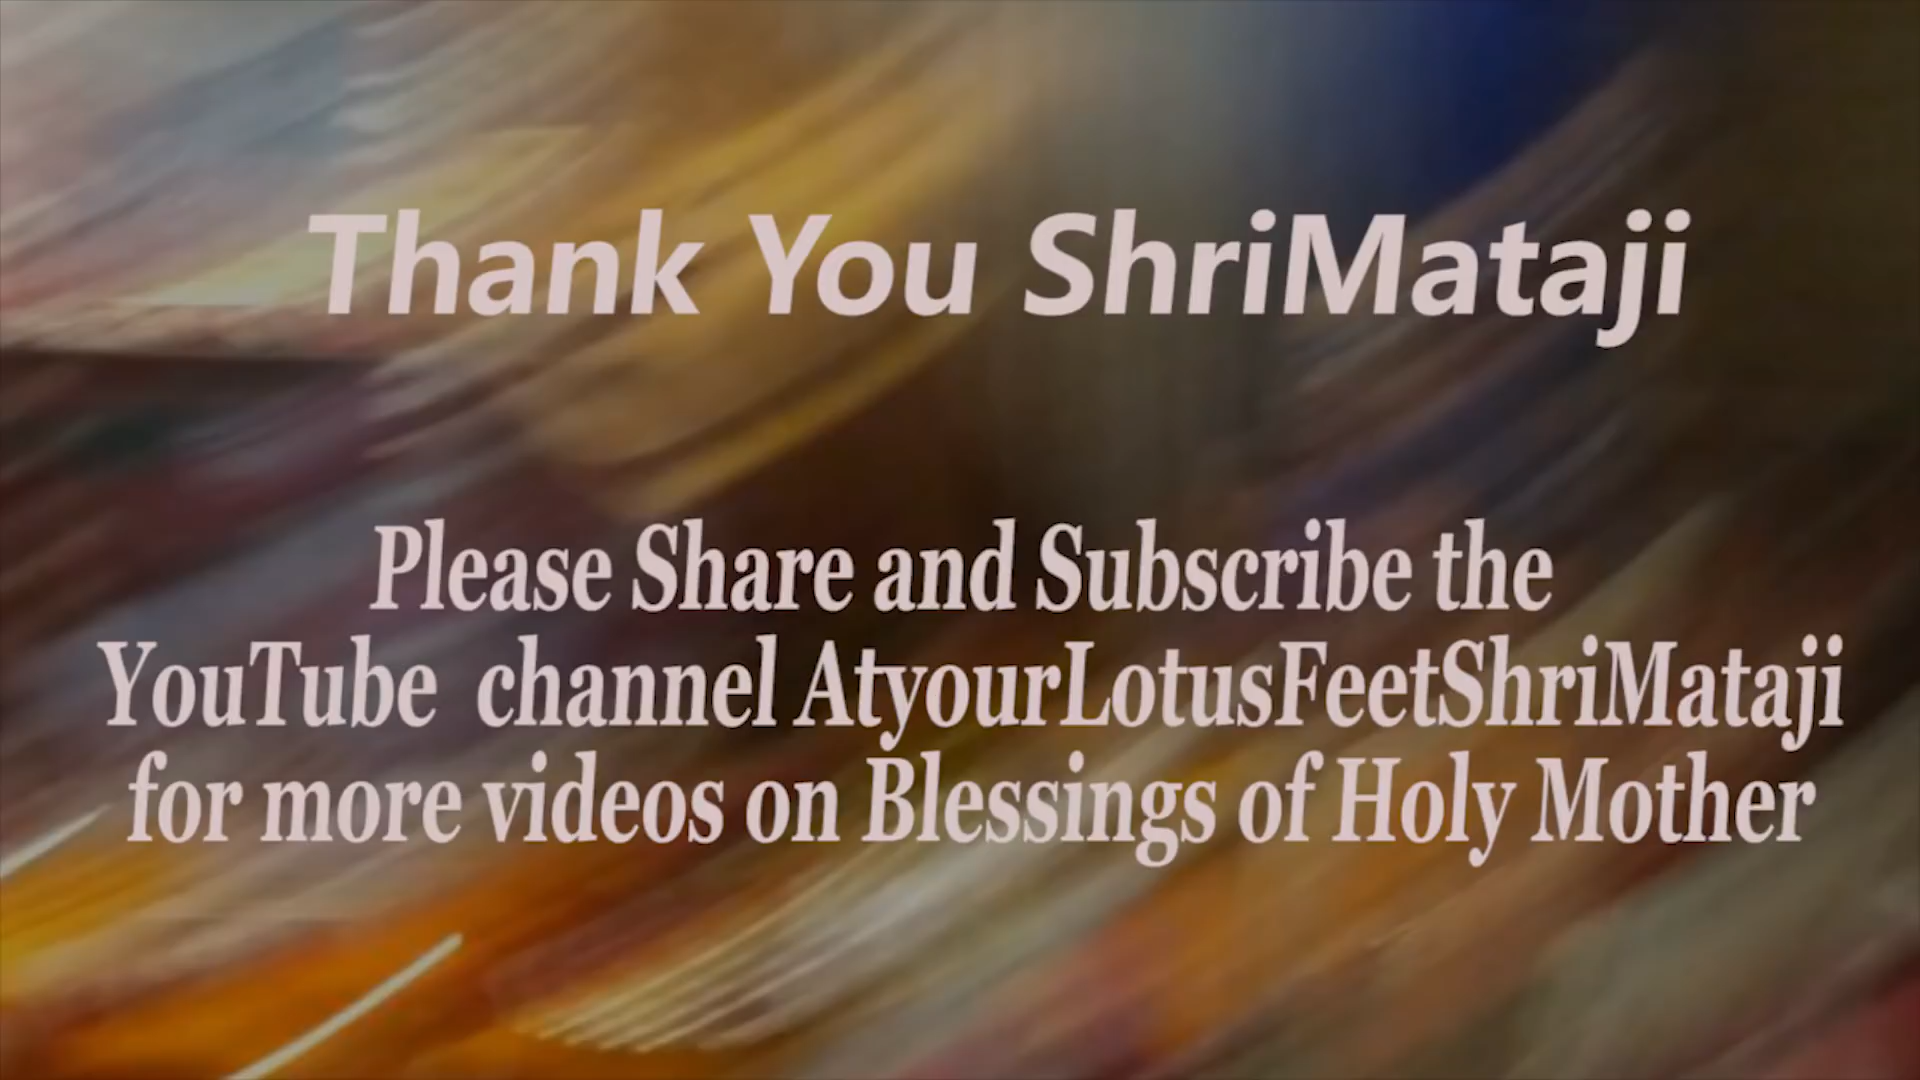 Thank You ShriMataji
Please Share and Subscribe the
YouTube channel AtyourLotusFeetShriMataji
for more videos on Blessings of Holy Mother